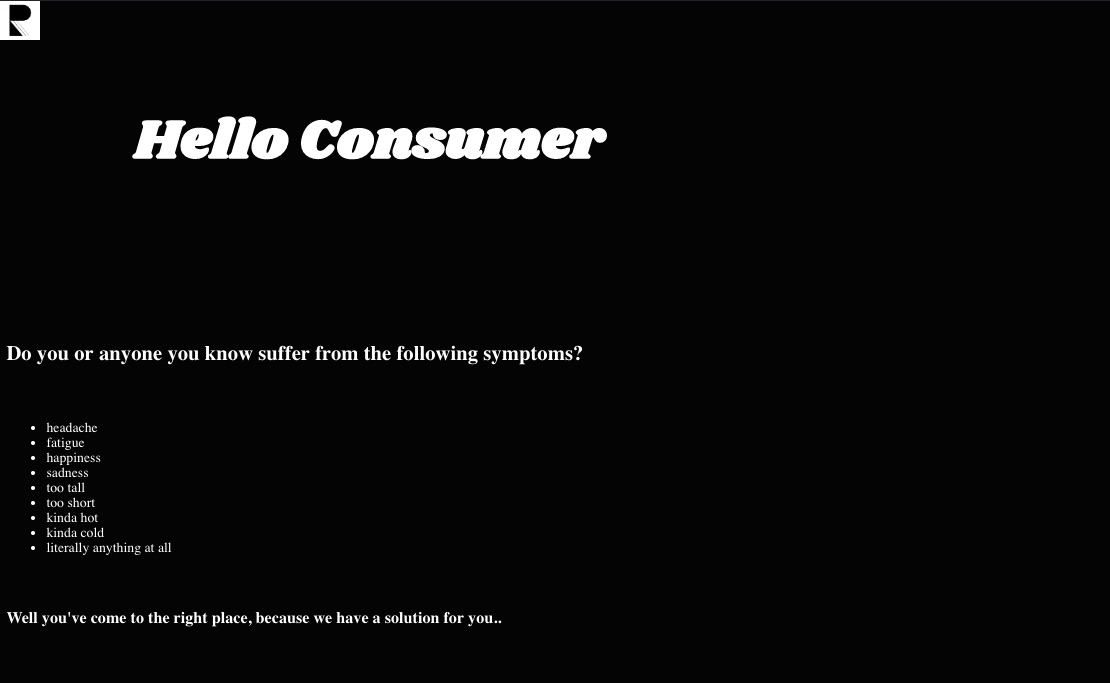 R
Hello Consumer
Do you or anyone you know suffer from the following symptoms?
• headache
• fatigue
• happiness
• sadness
• too tall
• too short
• kinda hot
• kinda cold
• literally anything at all
Well you've come to the right place, because we have a solution for you..